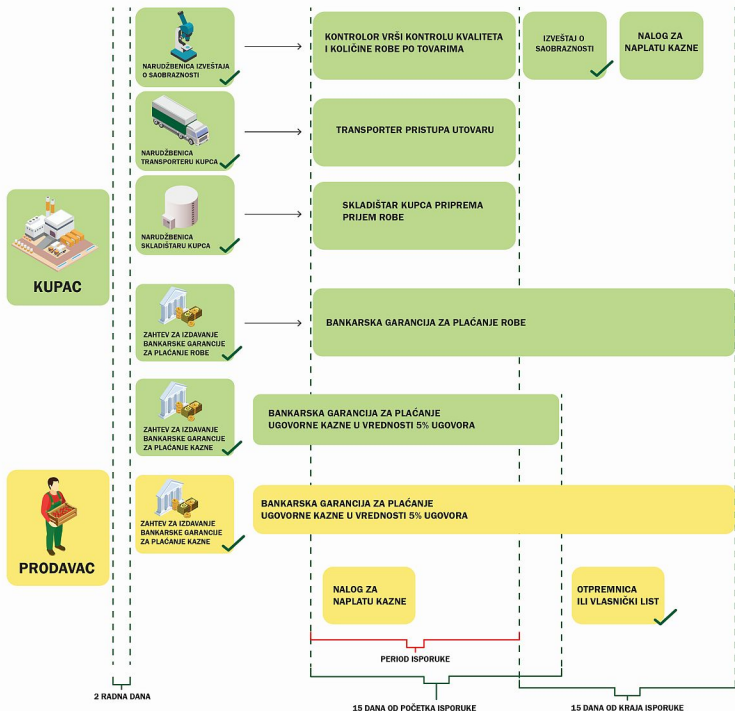 NARUDŽBENICA IZVEŠTAJA
O SAOBRAZNOSTI
KONTROLOR VRŠI KONTROLU KVALITETA
I KOLIČINE ROBE PO TOVARIMA
IZVEŠTAJ O
SAOBRAZNOSTI
NALOG ZA
NAPLATU KAZNE
NARUDŽBENICA
TRANSPORTERU KUPCA
TRANSPORTER PRISTUPA UTOVARU
NARUDŽBENICA
SKLADIŠTARU KUPCA
SKLADIŠTAR KUPCA PRIPREMA
PRIJEM ROBE
KUPAC
ZAHTEV ZA IZDAVANJE
BANKARSKE GARANCIJE
ZA PLAĆANJE ROBE
BANKARSKA GARANCIJA ZA PLAĆANJE ROBE
ZAHTEV ZA IZDAVANJE
BANKARSKE GARANCIJE
ZA PLAĆANJE KAZNE
BANKARSKA GARANCIJA ZA PLAĆANJE
UGOVORNE KAZNE U VREDNOSTI 5% UGOVORA
PRODAVAC
ZAHTEV ZA IZDAVANJE
BANKARSKE GARANCIJE
ZA PLAĆANJE KAZNE
BANKARSKA GARANCIJA ZA PLAĆANJE
UGOVORNE KAZNE U VREDNOSTI 5% UGOVORA
NALOG ZA
NAPLATU KAZNE
OTPREMNICA
ILI VLASNIČKI LIST
PERIOD ISPORUKE
2 RADNA DANA
15 DANA OD POČETKA ISPORUKE
15 DANA OD KRAJA ISPORUKE